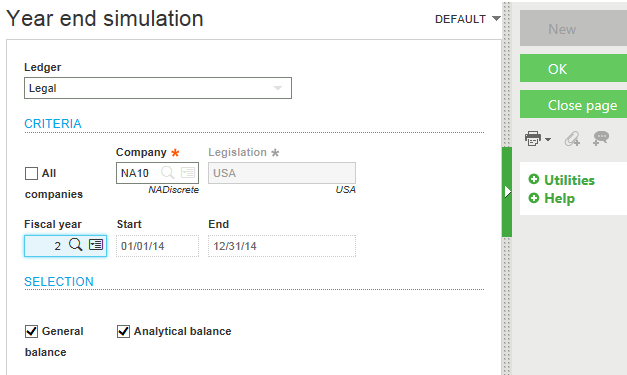 Year end simulation
DEFAULT
New
OK
Close page
Utilities
Help
Ledger
Legal
CRITERIA
Company * Legislation *
All companies
NA10 USA
NADiscrete USA
Fiscal year Start End
2 01/01/14 12/31/14
SELECTION
General balance
Analytical balance